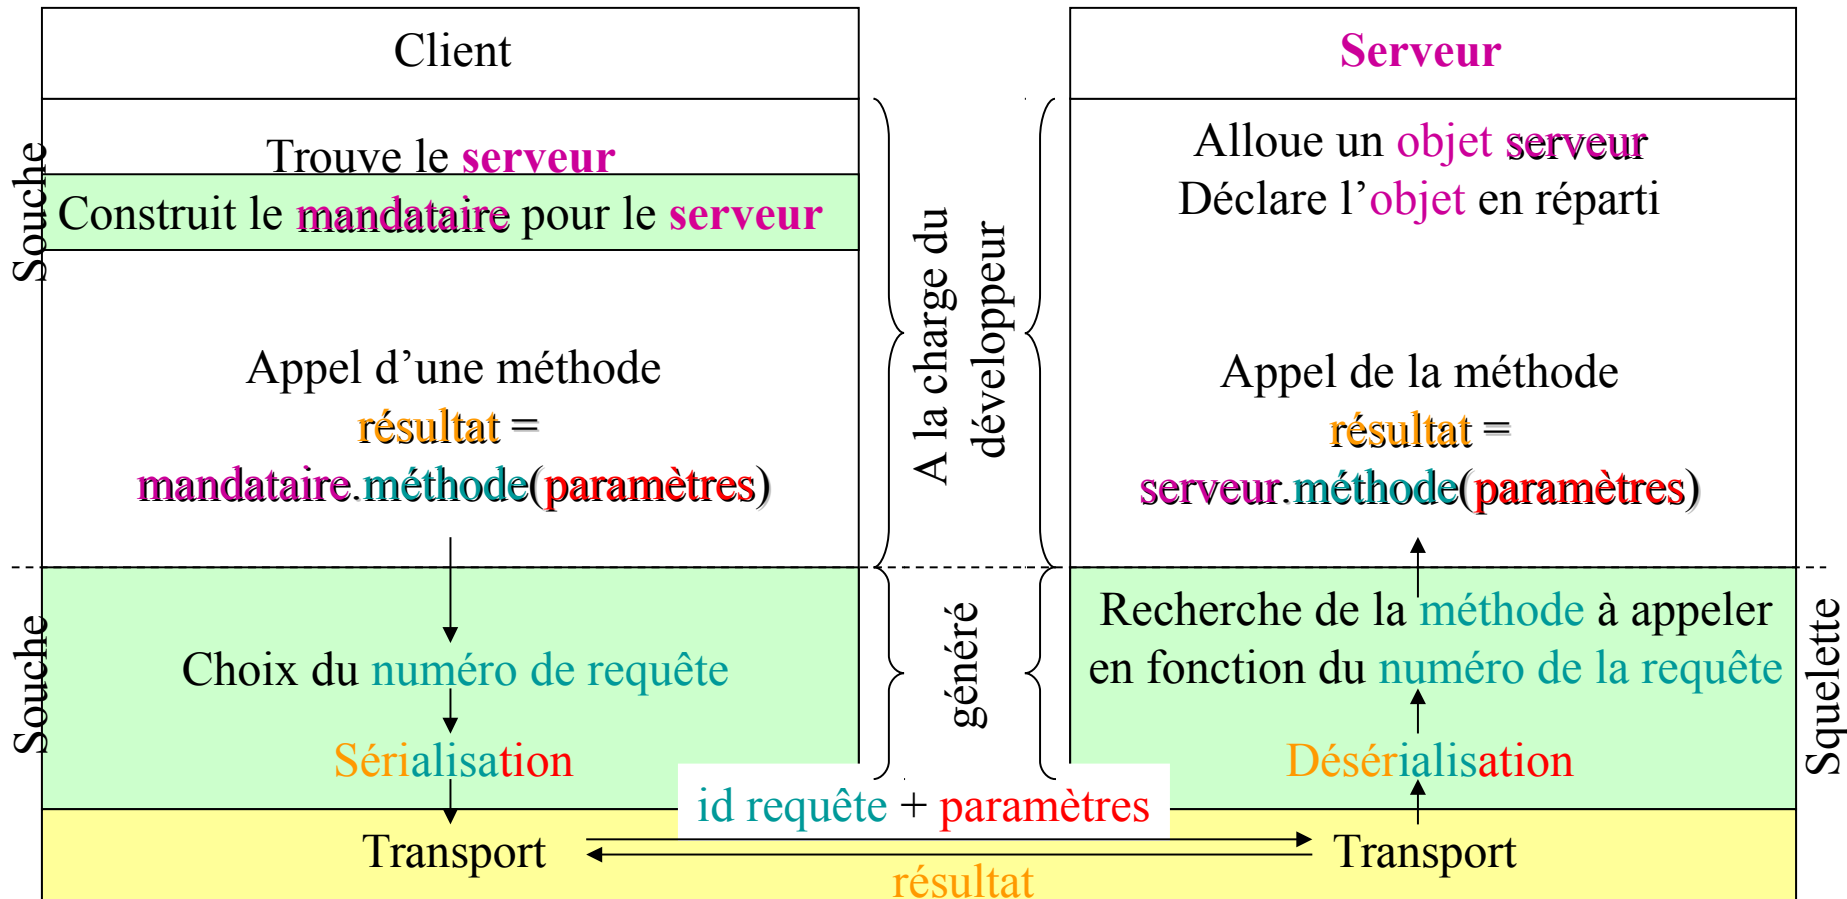 Client
Souche
Trouve le serveur
Construit le mandataire pour le serveur
Appel d’une méthode
résultat =
mandataire.méthode(paramètres)
Souche
Choix du numéro de requête
Sérialisation
Transport
A la charge du
développeur
généré
id requête + paramètres
résultat
Serveur
Alloue un objet serveur
Déclare l’objet en réparti
Appel de la méthode
résultat =
serveur.méthode(paramètres)
Recherche de la méthode à appeler
en fonction du numéro de la requête
Désérialisation
Transport
Squelette